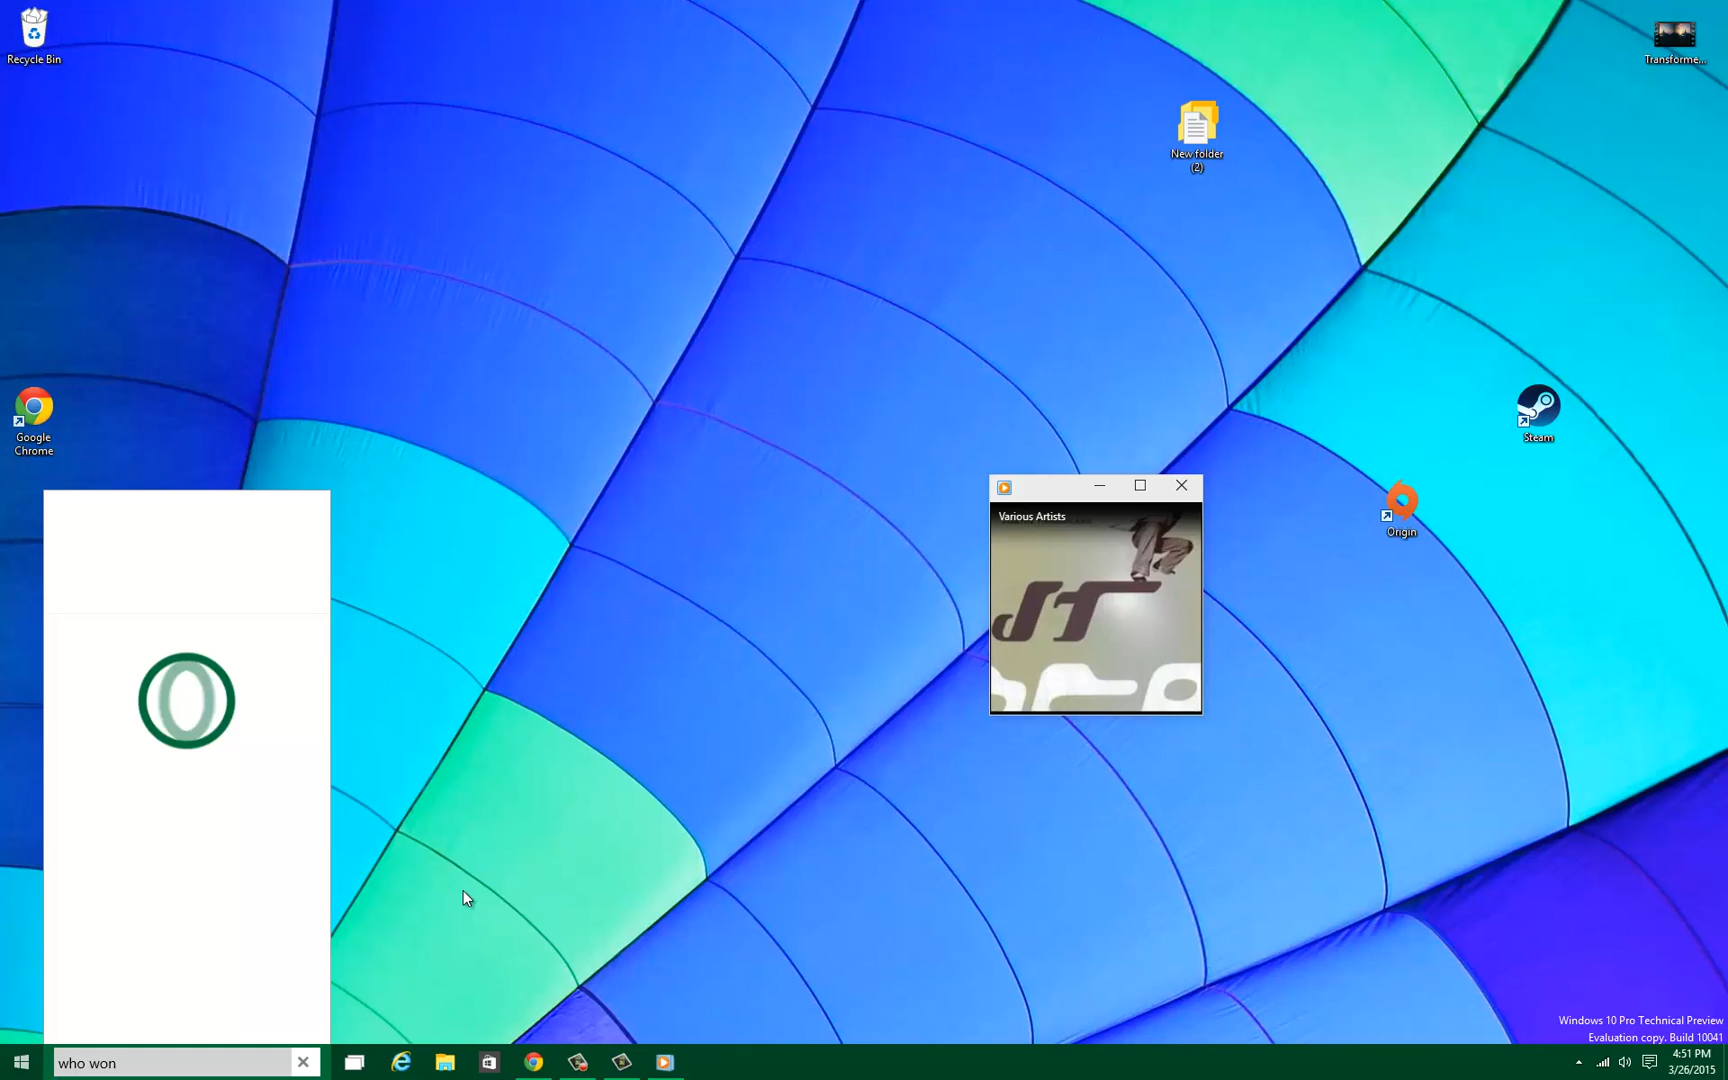 Recycle Bin
Transforme...
New folder
(2)
Google
Chrome
Steam
Origin
Various Artists
JT
Windows 10 Pro Technical Preview
Evaluation copy. Build 10041
who won
4:51 PM
3/26/2015